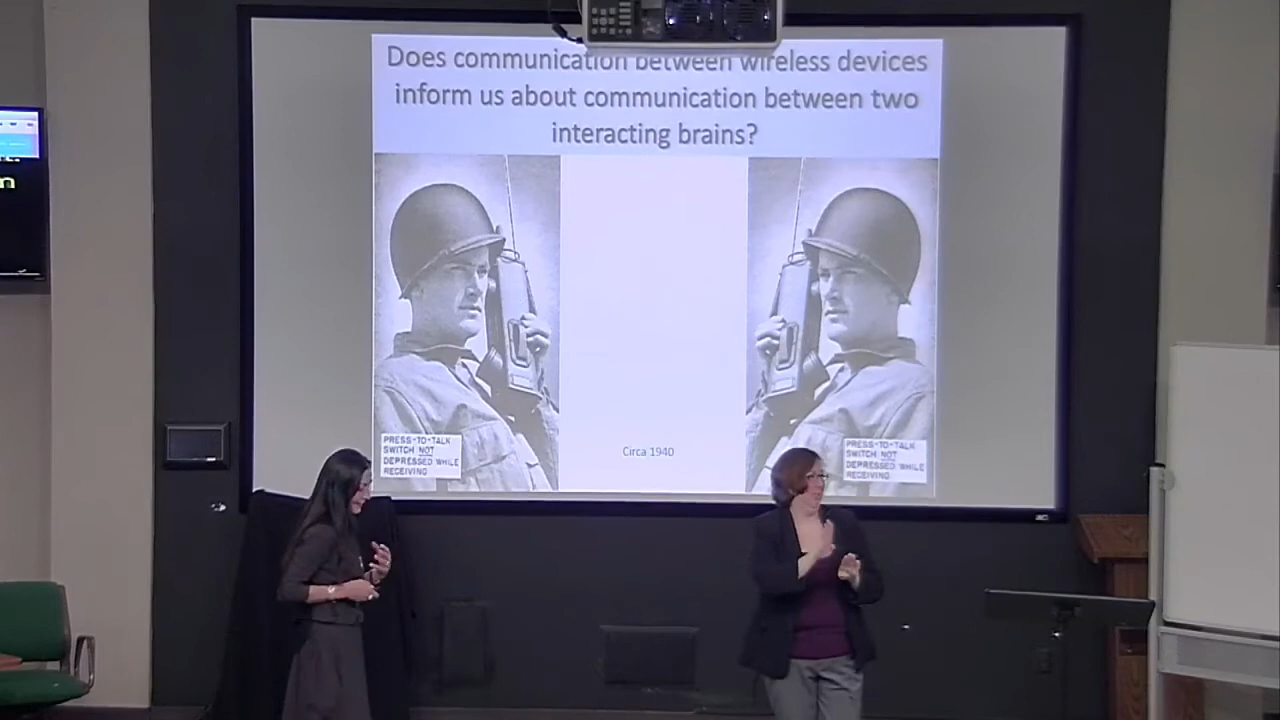 Does communication between wireless devices
inform us about communication between two
interacting brains?
PRESS-TO-TALK
SWITCH NOT
DEPRESSED WHILE
RECEIVING
Circa 1940
PRESS-TO-TALK
SWITCH NOT
DEPRESSED WHILE
RECEIVING